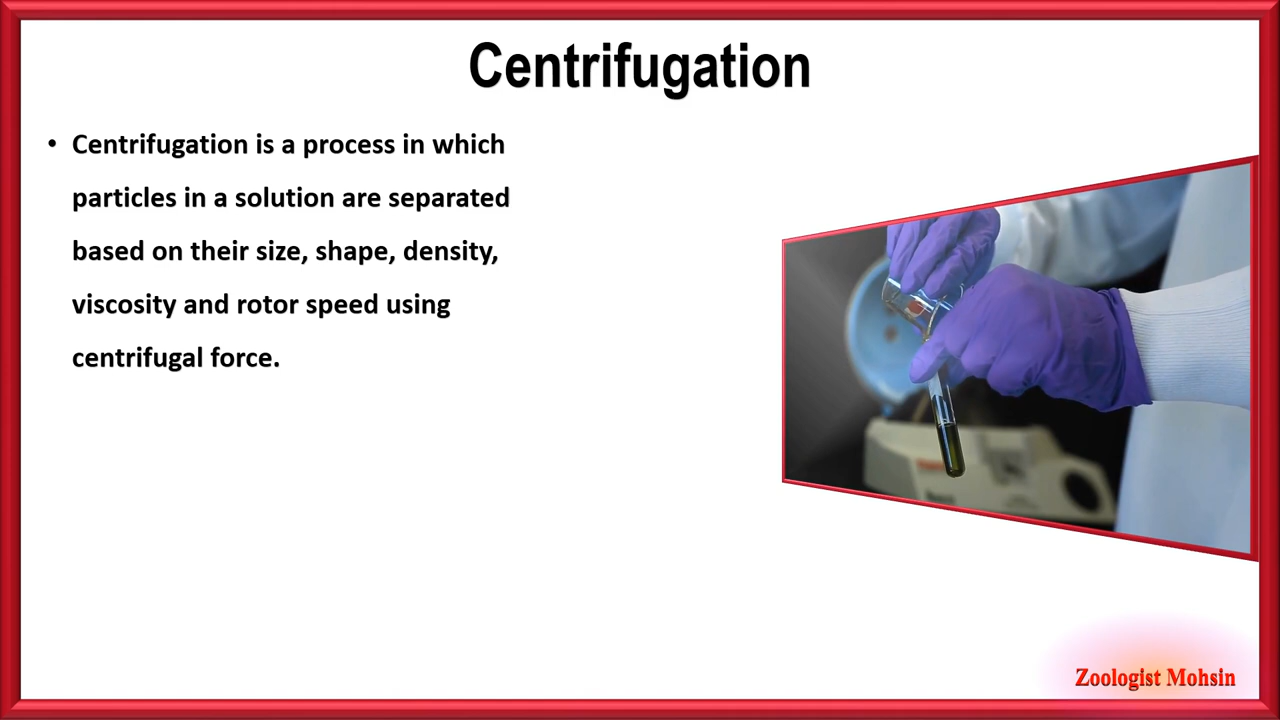 Centrifugation
• Centrifugation is a process in which
particles in a solution are separated
based on their size, shape, density,
viscosity and rotor speed using
centrifugal force.
Zoologist Mohsin